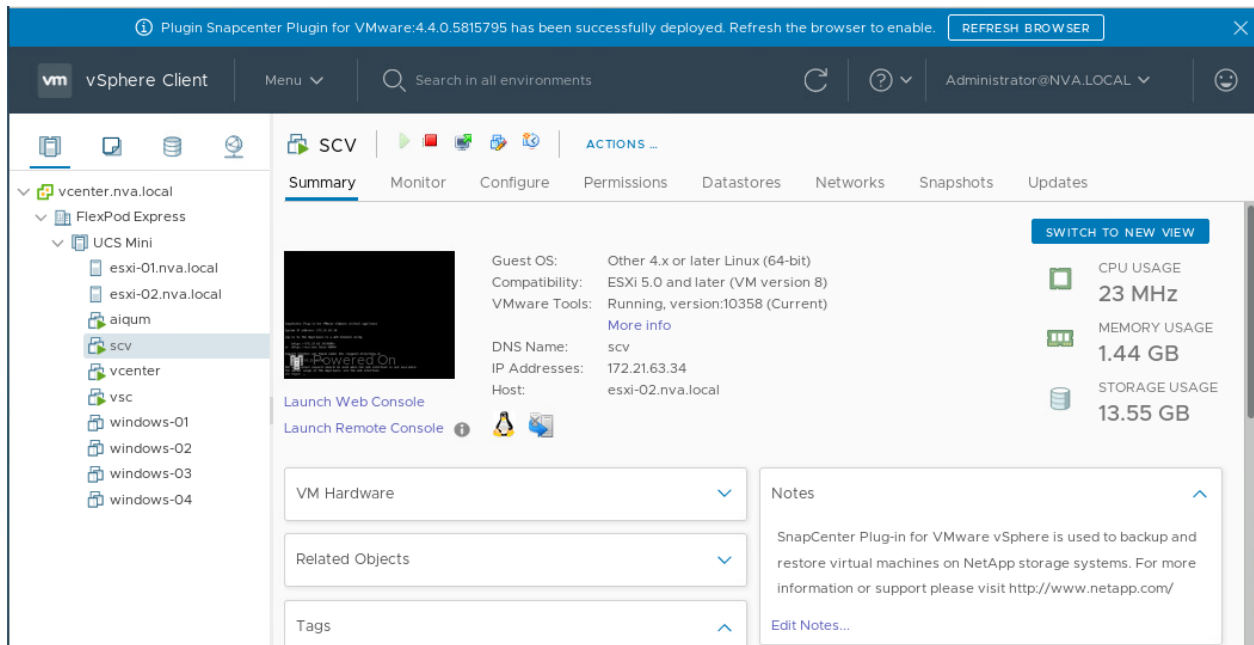 Plugin Snapcenter Plugin for VMware:4.4.0.5815795 has been successfully deployed. Refresh the browser to enable. REFRESH BROWSER
vm vSphere Client Menu Search in all environments Administrator@NVA.LOCAL
SCV ACTIONS ...
Summary Monitor Configure Permissions Datastores Networks Snapshots Updates
vcenter.nva.local
FlexPod Express
UCS Mini
esxi-01.nva.local
esxi-02.nva.local
aiqum
scv
vcenter
vsc
windows-01
windows-02
windows-03
windows-04
SWITCH TO NEW VIEW
Powered On
Launch Web Console
Launch Remote Console
Guest OS: Other 4.x or later Linux (64-bit)
Compatibility: ESXi 5.0 and later (VM version 8)
VMware Tools: Running, version:10358 (Current)
More info
DNS Name: scv
IP Addresses: 172.21.63.34
Host: esxi-02.nva.local
CPU USAGE
23 MHz
MEMORY USAGE
1.44 GB
STORAGE USAGE
13.55 GB
VM Hardware
Related Objects
Tags
Notes
SnapCenter Plug-in for VMware vSphere is used to backup and
restore virtual machines on NetApp storage systems. For more
information or support please visit http://www.netapp.com/
Edit Notes...